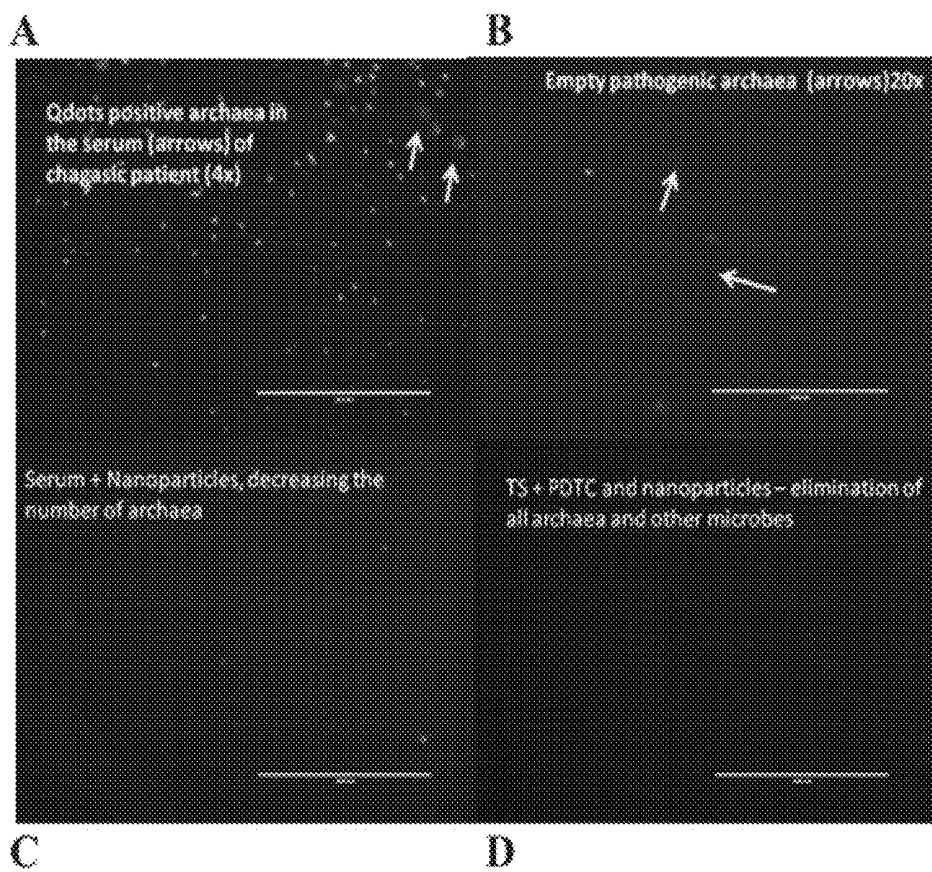 A
B
Qdots positive archaea in
the serum (arrows) of
chagasic patient (4x)
Empty pathogenic archaea (arrows)20x
Serum + Nanoparticles, decreasing the
number of archaea
TS + PDTC and nanoparticles – elimination of
all archaea and other microbes
C
D